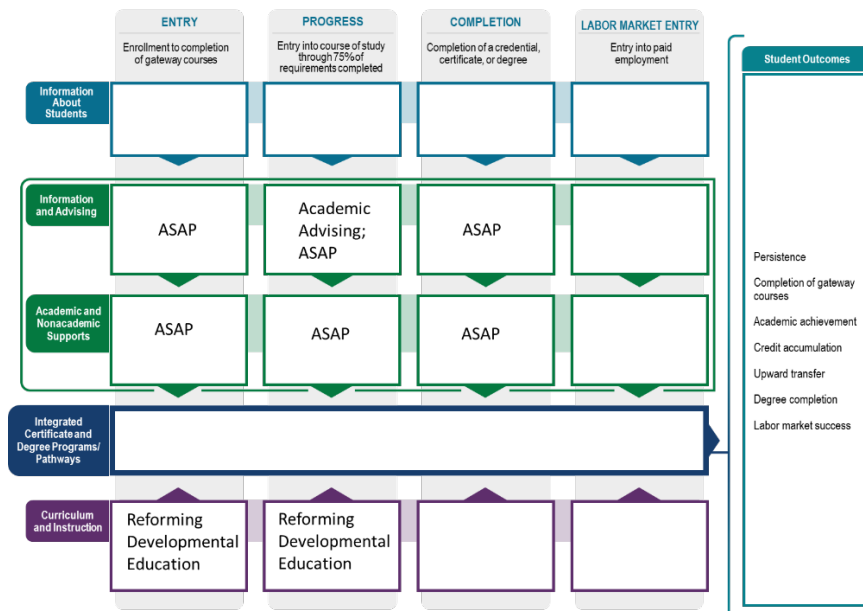 ENTRY
Enrollment to completion
of gateway courses
PROGRESS
Entry into course of study
through 75% of
requirements completed
COMPLETION
Completion of a credential,
certificate, or degree
LABOR MARKET ENTRY
Entry into paid
employment
Student Outcomes
Information
About
Students
Information
and Advising
ASAP
Academic
Advising;
ASAP
ASAP
Academic and
Nonacademic
Supports
ASAP
ASAP
ASAP
Integrated
Certificate and
Degree Programs/
Pathways
Curriculum
and Instruction
Reforming
Developmental
Education
Reforming
Developmental
Education
Persistence
Completion of gateway
courses
Academic achievement
Credit accumulation
Upward transfer
Degree completion
Labor market success